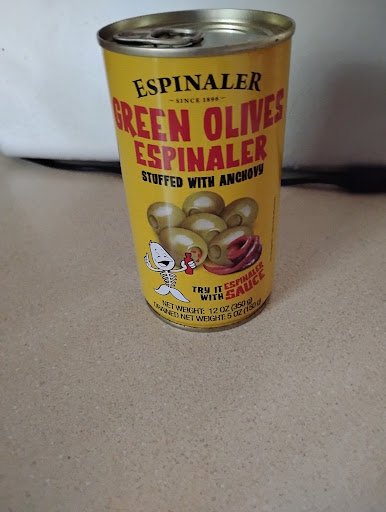 ESPINALER
- SINCE 1896 -
GREEN OLIVES
ESPINALER
STUFFED WITH ANCHOVY
TRY IT
WITH ESPINALER
SAUCE
NET WEIGHT: 12 OZ (350 g)
DRAINED NET WEIGHT: 5 OZ (150 g)